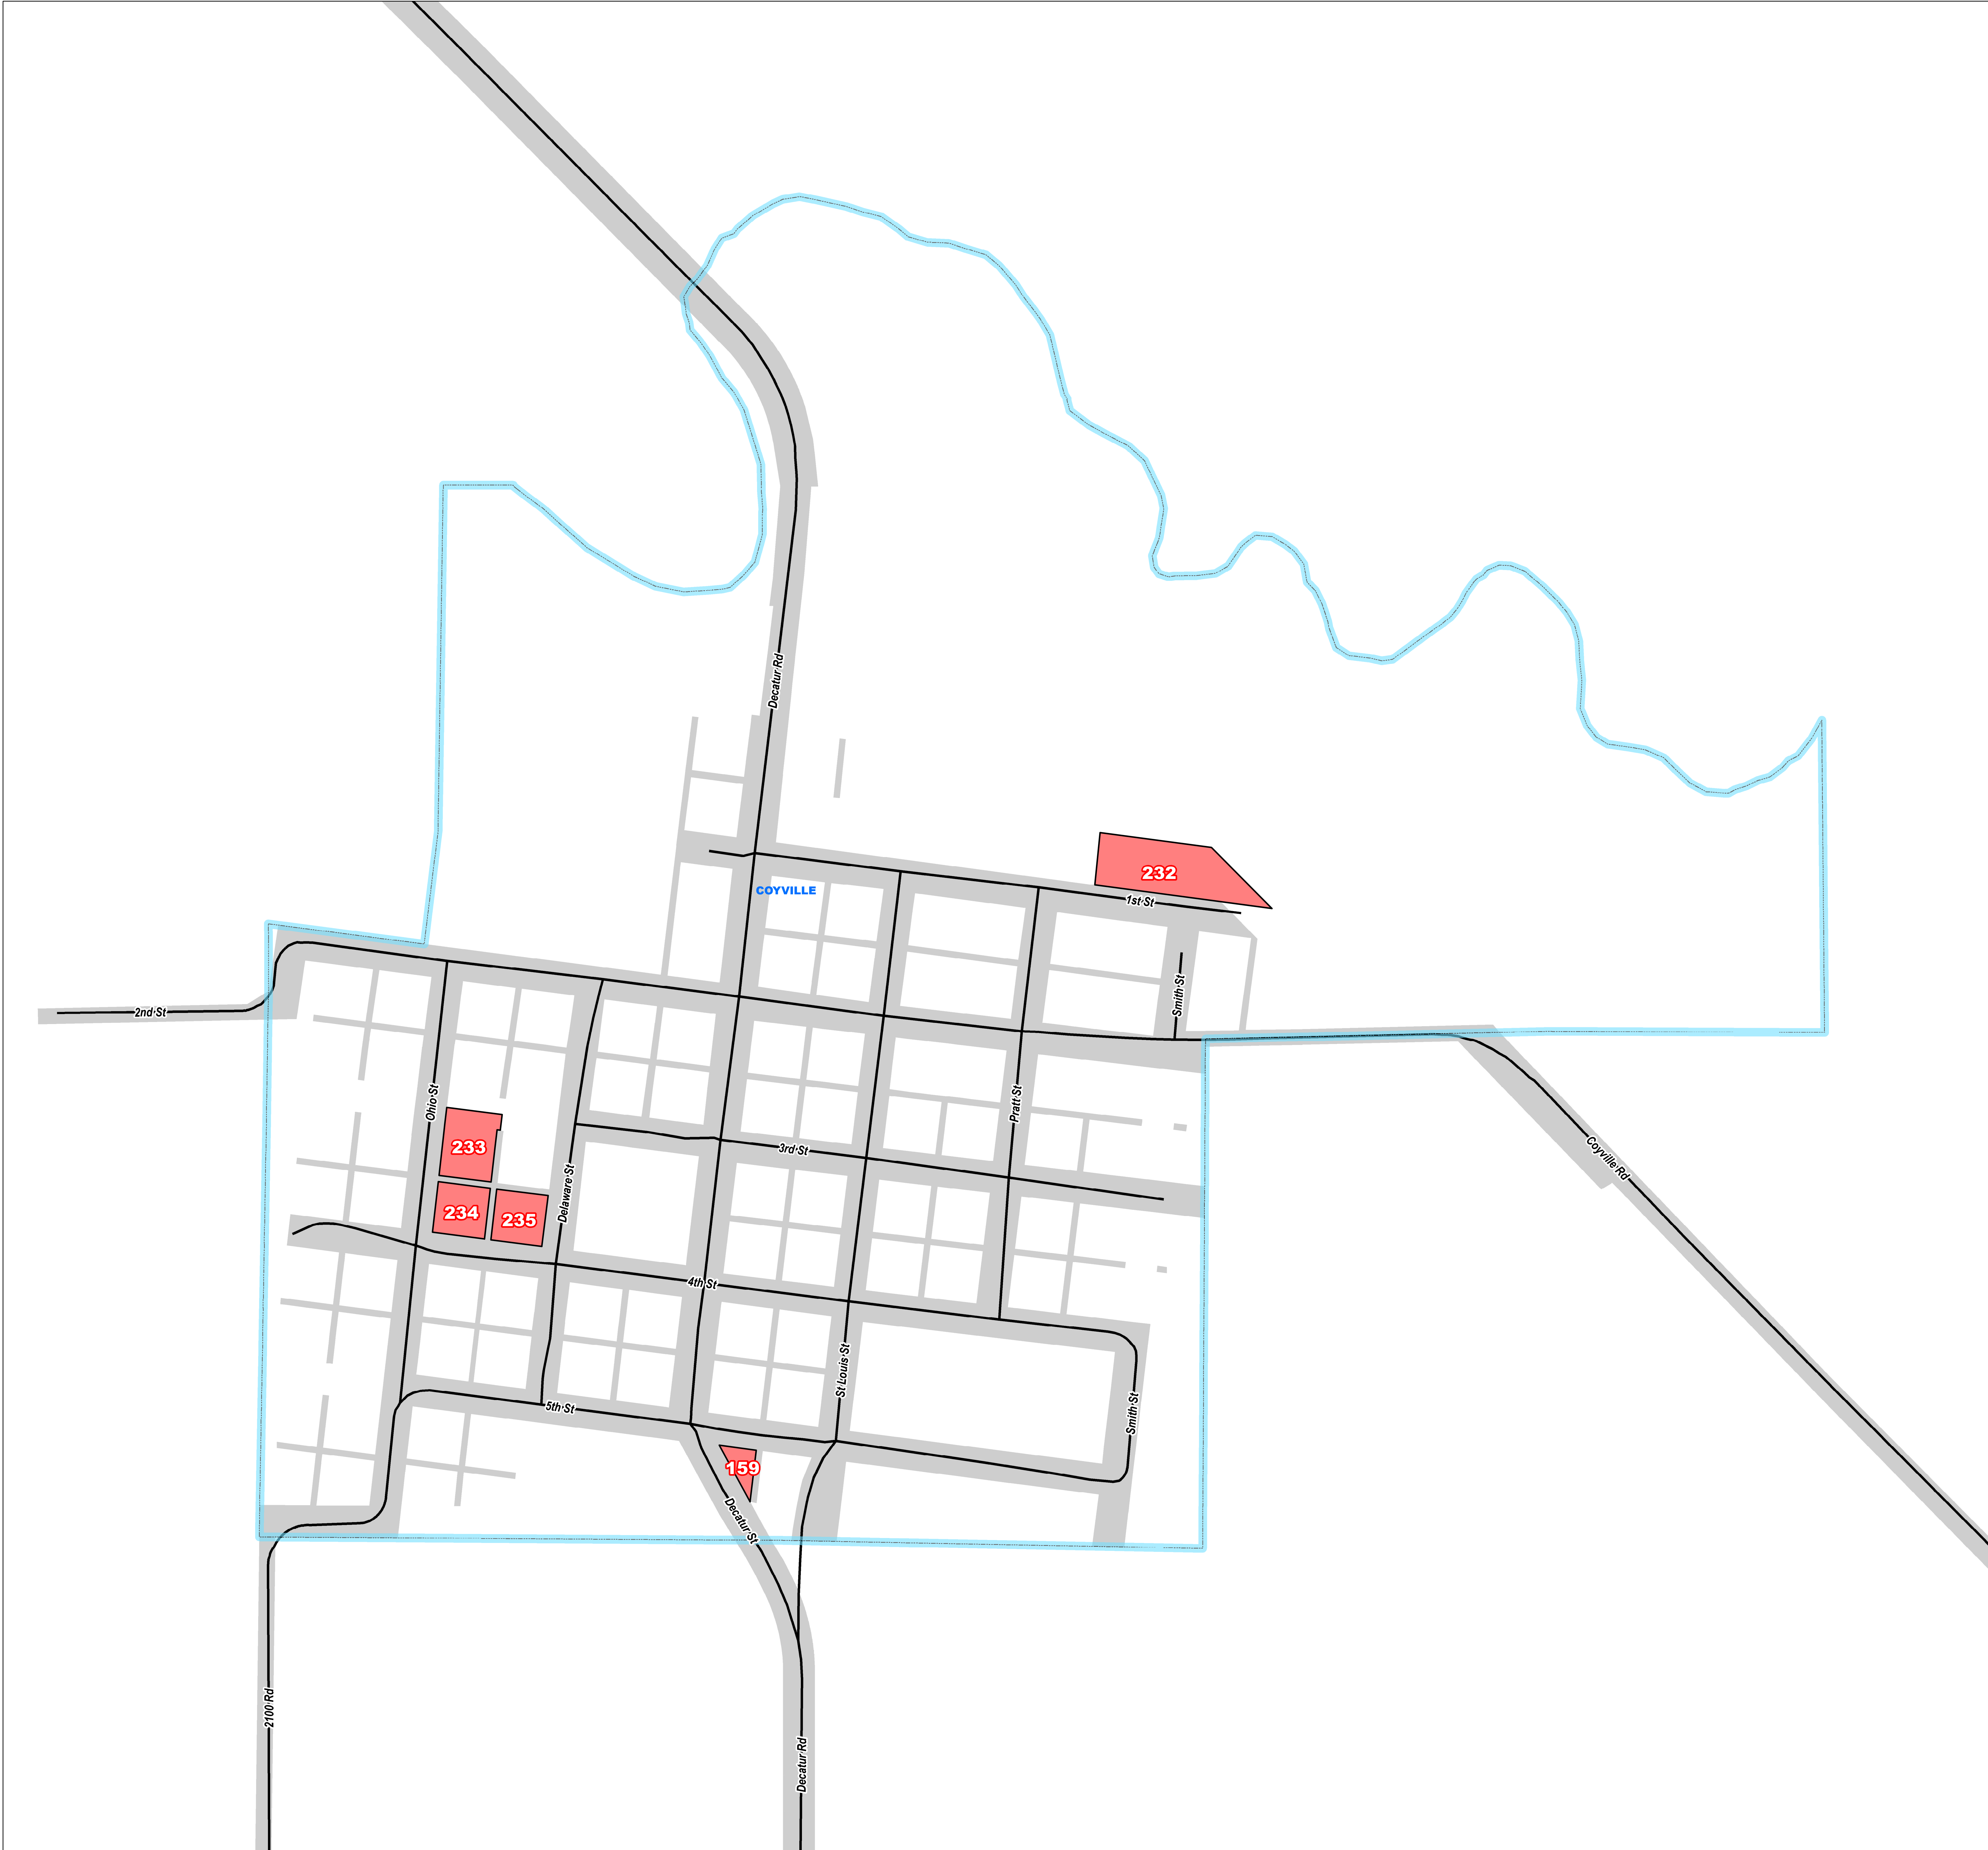 Decatur Rd
COYVILLE
232
1st St
Smith St
2nd St
Ohio St
Pratt St
233
3rd St
Coyville Rd
Delaware St
234
235
4th St
St Louis St
Smith St
5th St
159
Decatur St
2100 Rd
Decatur Rd